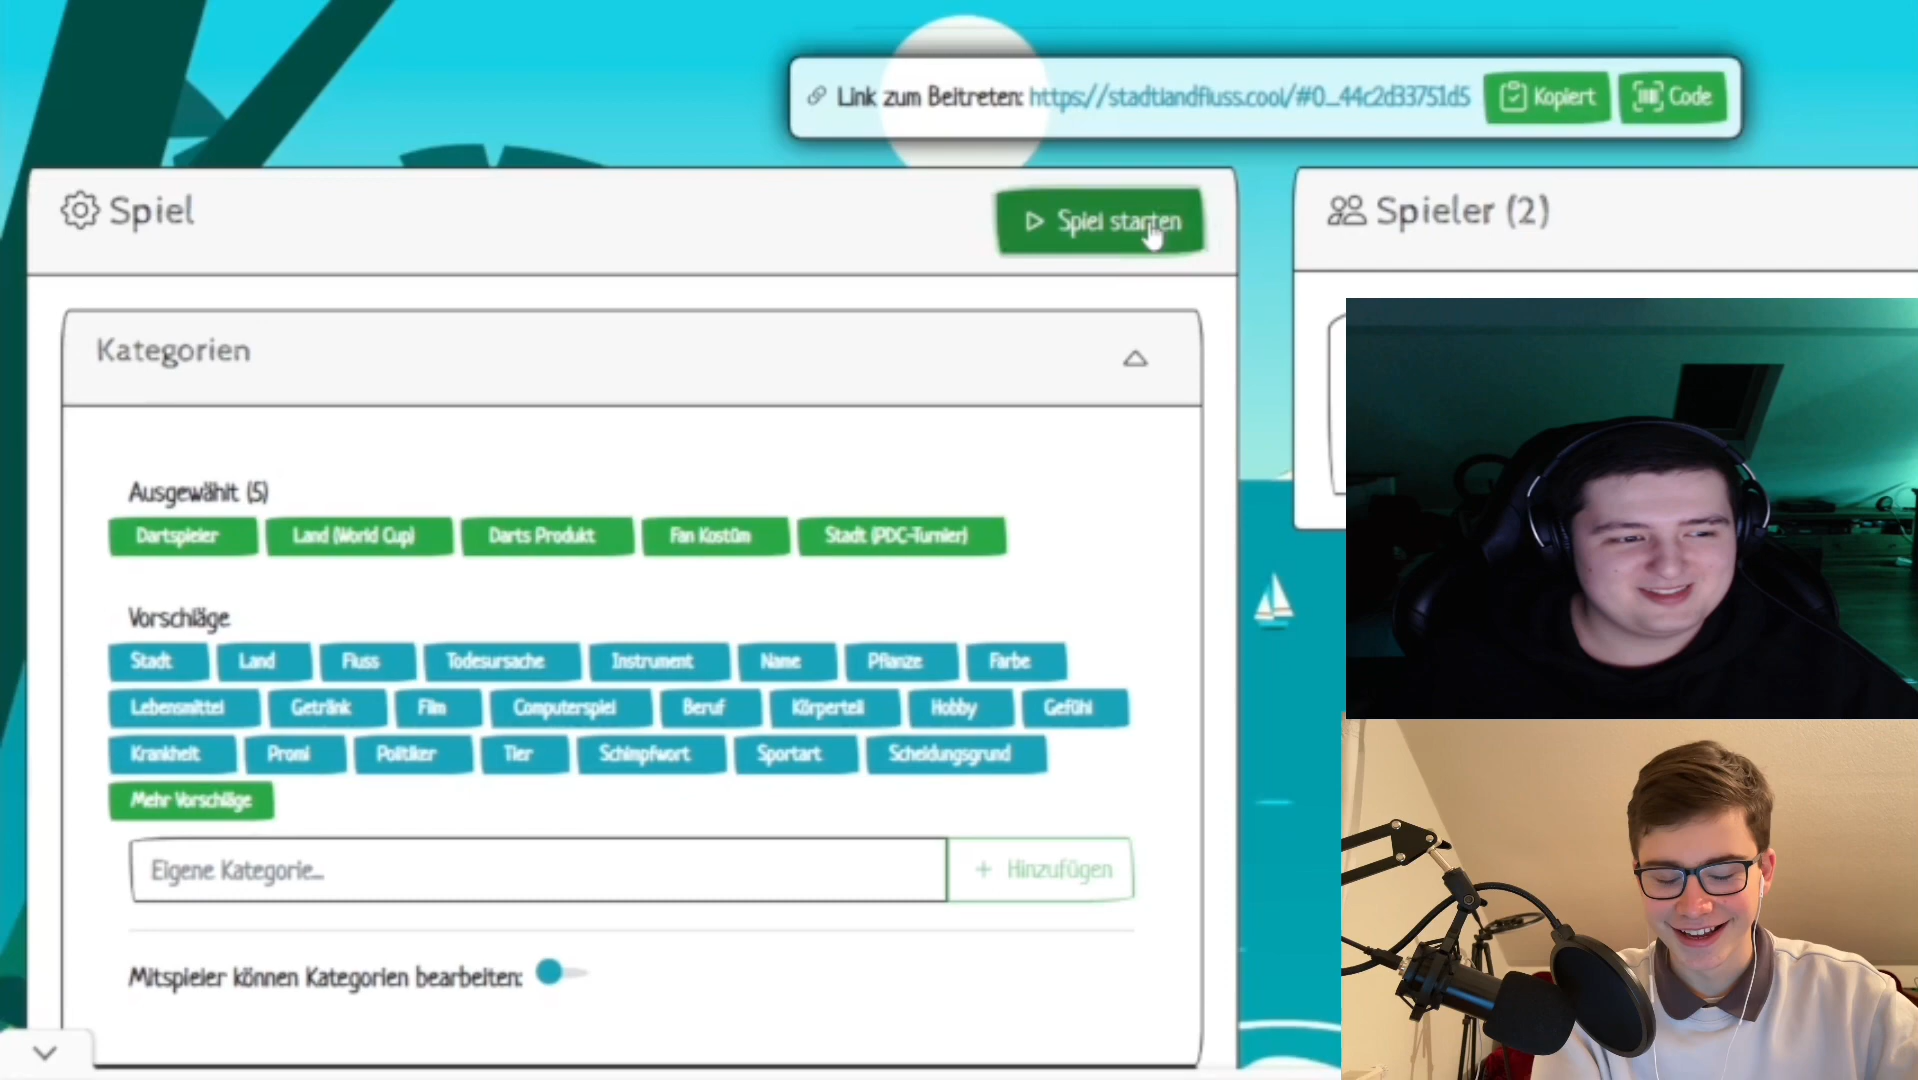 Link zum Beitreten: https://stadtlandfluss.cool/#0...44c2d33751d5 Kopiert Code
Spiel
Spiel starten
Spieler (2)
Kategorien
Ausgewählt (5)
Dartspieler Land (World Cup) Darts Produkt Fan Kostüm Stadt (PDC-Turnier)
Vorschläge
Stadt Land Fluss Todesursache Instrument Name Pflanze Farbe
Lebensmittel Getränk Film Computerspiel Beruf Körperteil Hobby Gefühl
Krankheit Promi Politiker Tier Schimpfwort Sportart Scheidungsgrund
Mehr Vorschläge
Eigene Kategorie...
+ Hinzufügen
Mitspieler können Kategorien bearbeiten: